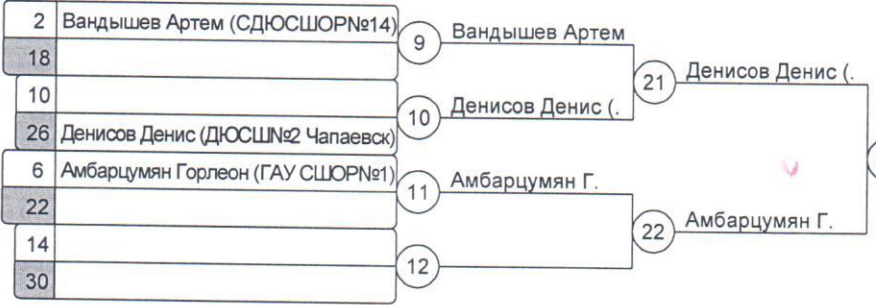 2 Вандышев Артем (СДЮСШОР№14)
18
9 Вандышев Артем
10
26 Денисов Денис (ДЮСШ№2 Чапаевск)
10 Денисов Денис (.
21 Денисов Денис (.
6 Амбарцумян Горлеон (ГАУ СШОР№1)
22
11 Амбарцумян Г.
14
30
12
22 Амбарцумян Г.